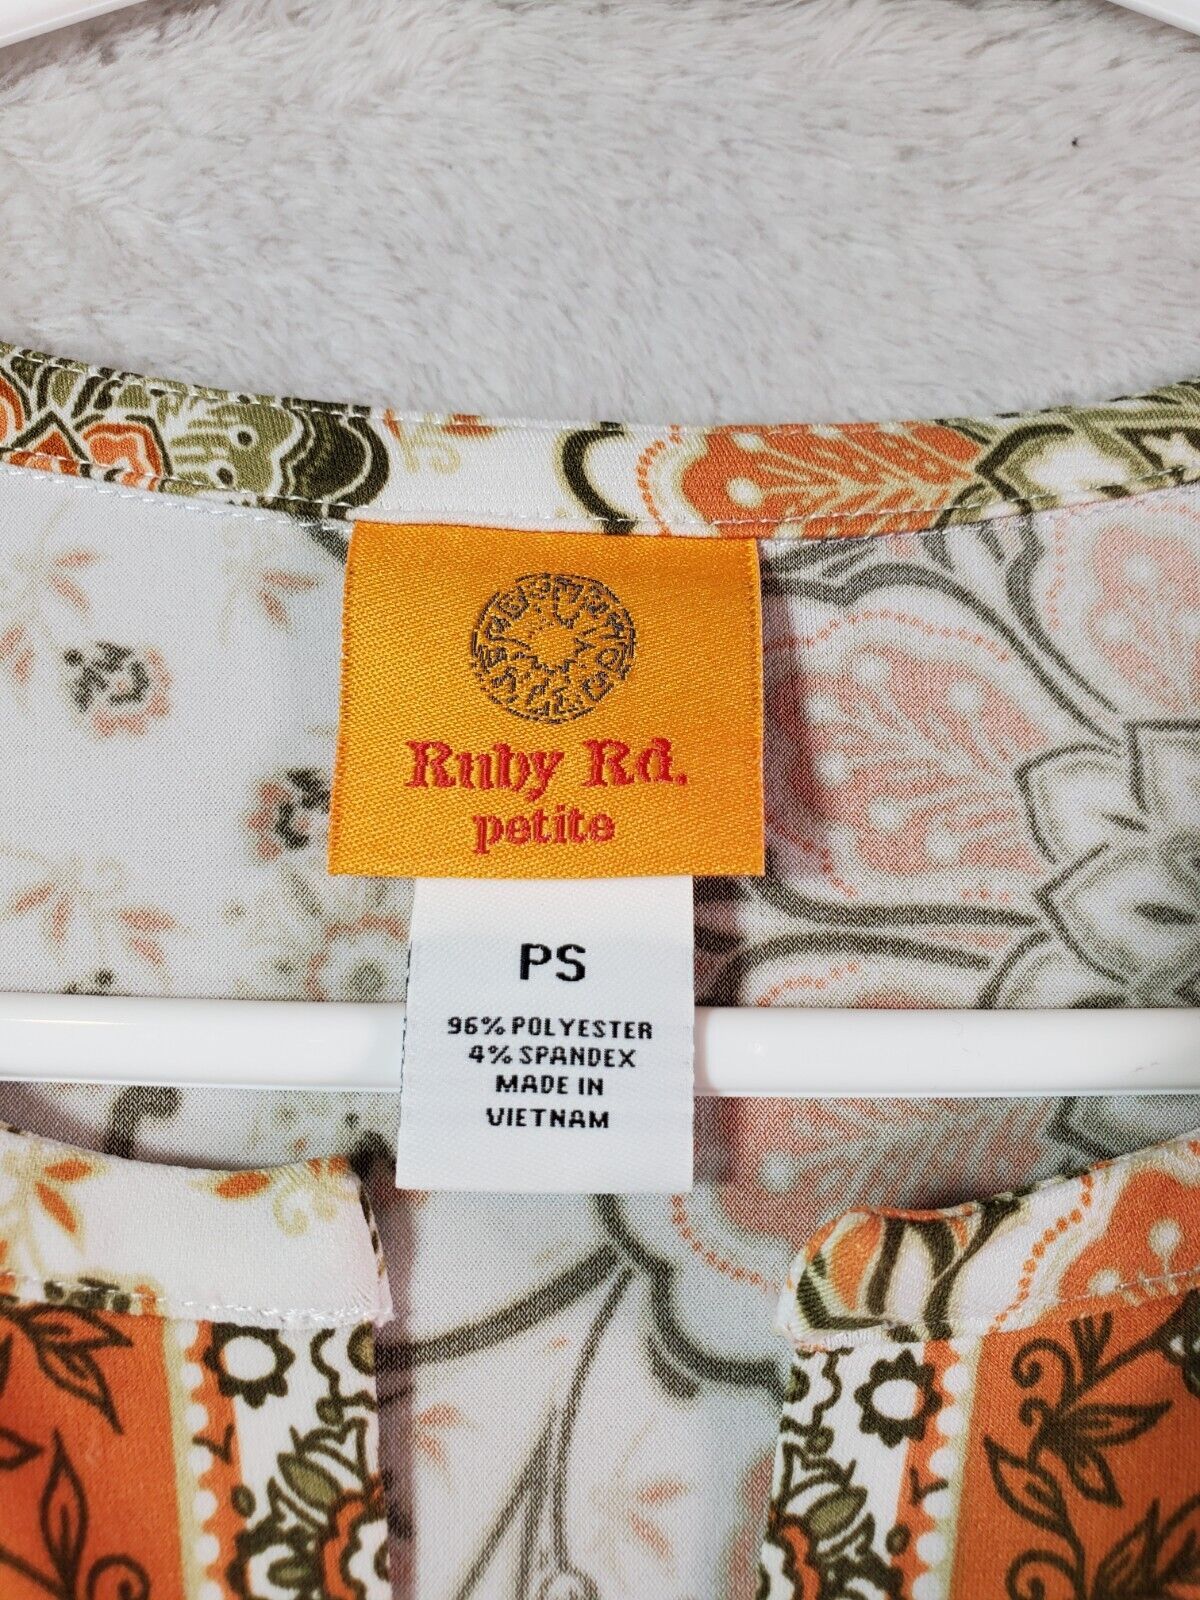 Ruby Rd.
petite
PS
96% POLYESTER
4% SPANDEX
MADE IN
VIETNAM